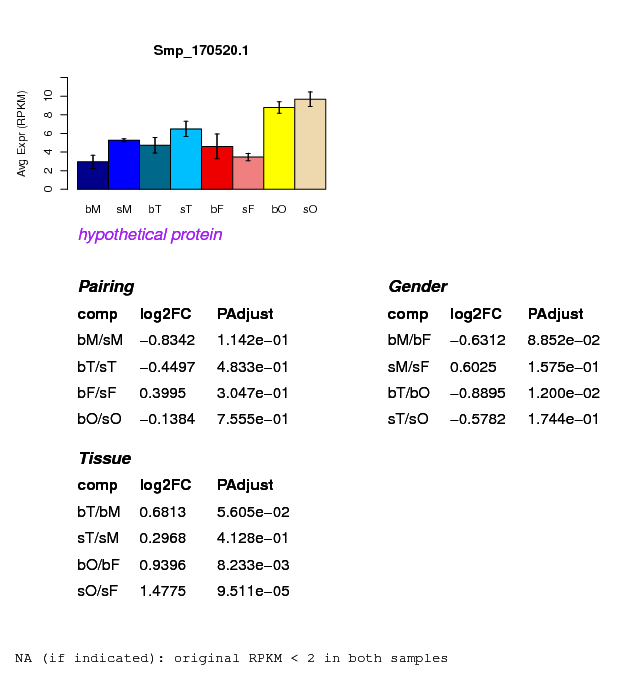 Smp_170520.1
Avg Expr (RPKM)
0 2 4 6 8 10
bM sM bT sT bF sF bO sO
hypothetical protein
Pairing
comp log2FC PAdjust
bM/sM −0.8342 1.142e−01
bT/sT −0.4497 4.833e−01
bF/sF 0.3995 3.047e−01
bO/sO −0.1384 7.555e−01
Gender
comp log2FC PAdjust
bM/bF −0.6312 8.852e−02
sM/sF 0.6025 1.575e−01
bT/bO −0.8895 1.200e−02
sT/sO −0.5782 1.744e−01
Tissue
comp log2FC PAdjust
bT/bM 0.6813 5.605e−02
sT/sM 0.2968 4.128e−01
bO/bF 0.9396 8.233e−03
sO/sF 1.4775 9.511e−05
NA (if indicated): original RPKM < 2 in both samples